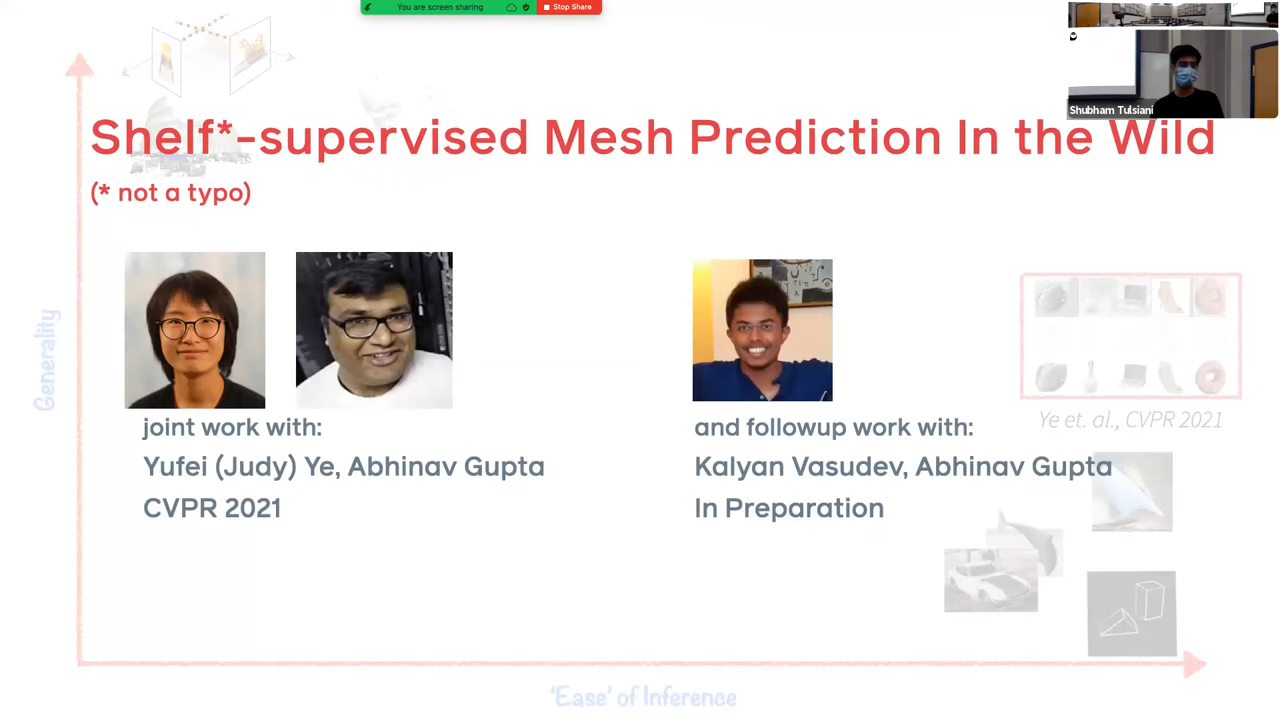 You are screen sharing
Stop Share
Shubham Tulsiani
Shelf*-supervised Mesh Prediction In the Wild
(* not a typo)
Generality
joint work with:
Yufei (Judy) Ye, Abhinav Gupta
CVPR 2021
and followup work with:
Kalyan Vasudev, Abhinav Gupta
In Preparation
Ye et. al., CVPR 2021
'Ease' of Inference